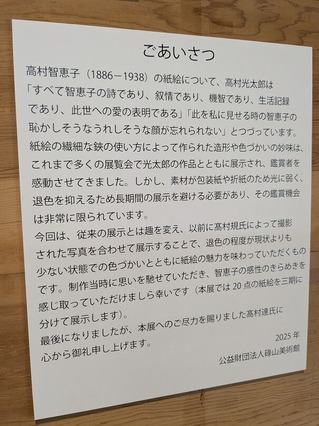 ごあいさつ
高村智恵子（1886－1938）の紙絵について、高村光太郎は
「すべて智恵子の詩であり、叙情であり、機智であり、生活記録
であり、此世への愛の表明である」「此を私に見せる時の智恵子の
恥かしそうなうれしそうな顔が忘れられない」とつづっています。
紙絵の繊細な鋏の使い方によって作られた造形や色づかいの妙味は、
これまで多くの展覧会で光太郎の作品とともに展示され、鑑賞者を
感動させてきました。しかし、素材が包装紙や折紙のため光に弱く、
退色を抑えるため長期間の展示を避ける必要があり、その鑑賞機会
は非常に限られています。
今回は、従来の展示とは趣を変え、以前に髙村規氏によって撮影
された写真を合わせて展示することで、退色の程度が現状よりも
少ない状態での色づかいとともに紙絵の魅力を味わっていただくもの
です。制作当時に思いを馳せていただき、智恵子の感性のきらめきを
感じ取っていただけましら幸いです（本展では 20 点の紙絵を三期に
分けて展示します）。
最後になりましたが、本展へのご尽力を賜りました髙村達氏に
心から御礼申し上げます。
2025 年
公益財団法人碌山美術館